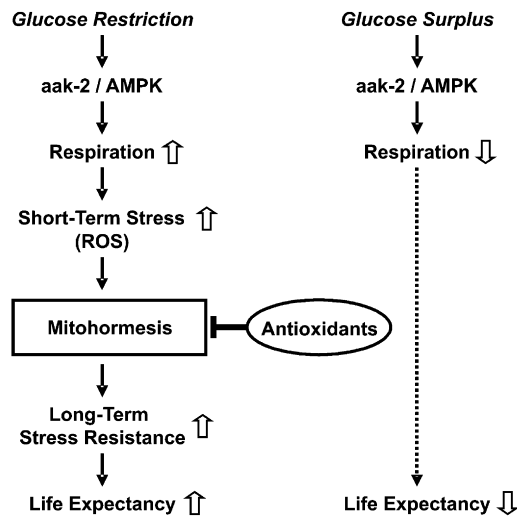 Glucose Restriction
aak-2 / AMPK
Respiration
Short-Term Stress
(ROS)
Mitohormesis
Antioxidants
Long-Term
Stress Resistance
Life Expectancy
Glucose Surplus
aak-2 / AMPK
Respiration
Life Expectancy